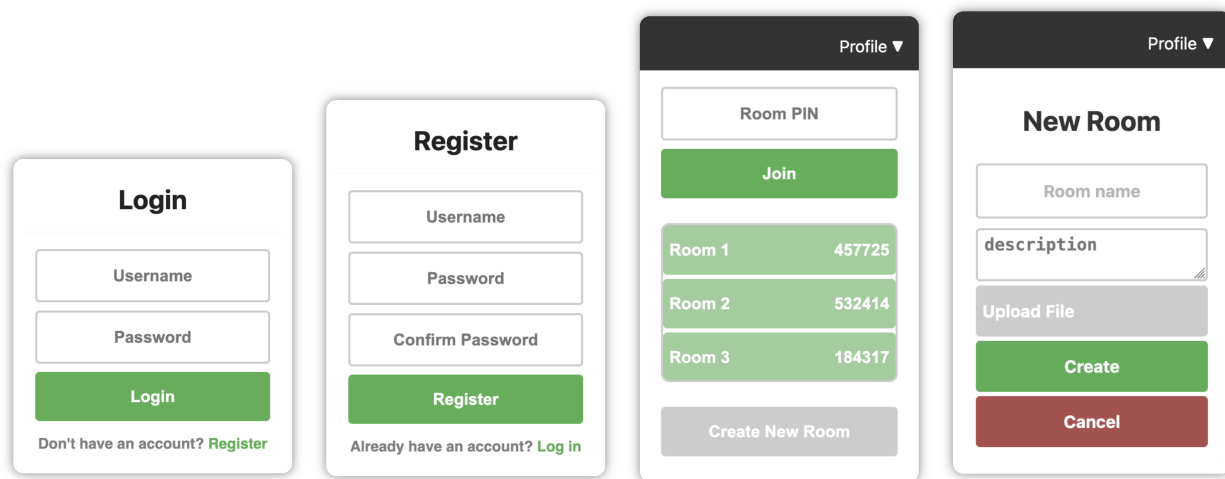 Login
Username
Password
Login
Don't have an account? Register
Register
Username
Password
Confirm Password
Register
Already have an account? Log in
Profile ▼
Room PIN
Join
Room 1 457725
Room 2 532414
Room 3 184317
Create New Room
Profile ▼
New Room
Room name
description
Upload File
Create
Cancel